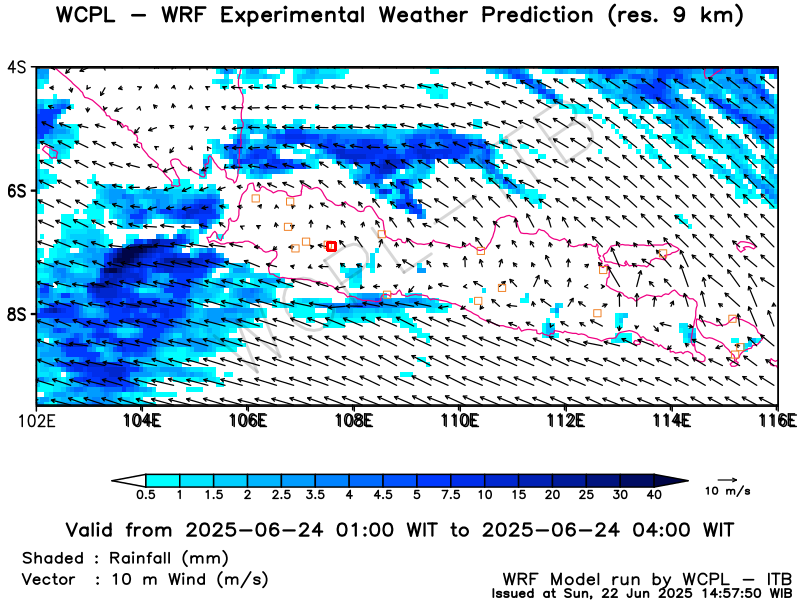 WCPL – WRF Experimental Weather Prediction (res. 9 km)
4S
6S
8S
WCPL–ITB
102E 104E 106E 108E 110E 112E 114E 116E
0.5 1 1.5 2 2.5 3.5 4 4.5 5 7.5 10 15 20 25 30 40
10 m/s
Valid from 2025–06–24 01:00 WIT to 2025–06–24 04:00 WIT
Shaded : Rainfall (mm)
Vector : 10 m Wind (m/s)
WRF Model run by WCPL – ITB
Issued at Sun, 22 Jun 2025 14:57:50 WIB